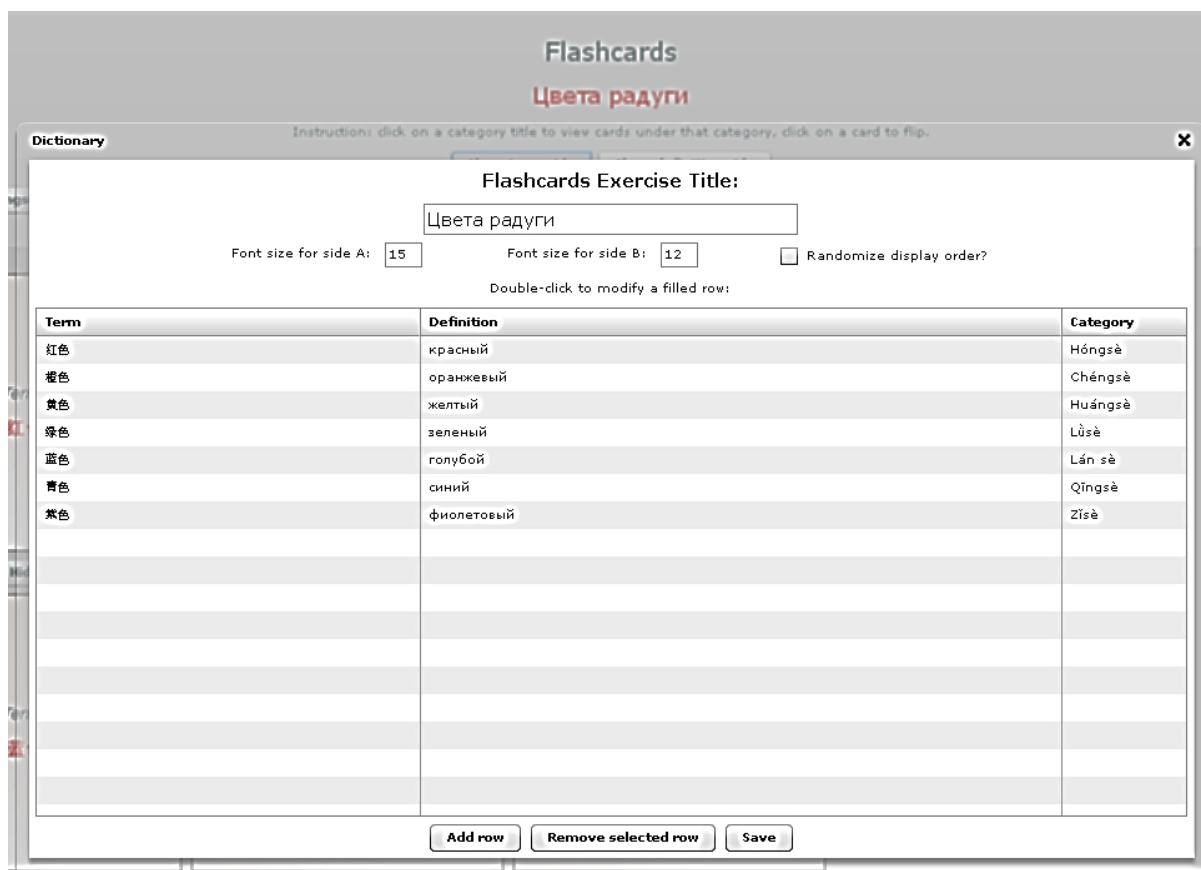 Flashcards
Цвета радуги
Instruction: click on a category title to view cards under that category, click on a card to flip.
Dictionary
Flashcards Exercise Title:
Цвета радуги
Font size for side A: 15 Font size for side B: 12 Randomize display order?
Double-click to modify a filled row:
Term Definition Category
红色 красный Hóngsè
橙色 оранжевый Chéngsè
黄色 желтый Huángsè
绿色 зеленый Lǜsè
蓝色 голубой Lán sè
青色 синий Qīngsè
紫色 фиолетовый Zǐsè
Add row Remove selected row Save